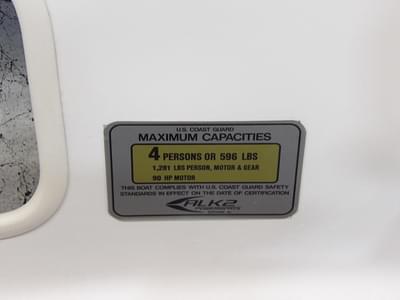 U.S. COAST GUARD
MAXIMUM CAPACITIES
4 PERSONS OR 596 LBS
1,281 LBS PERSON, MOTOR & GEAR
90 HP MOTOR
THIS BOAT COMPLIES WITH U.S. COAST GUARD SAFETY
STANDARDS IN EFFECT ON THE DATE OF CERTIFICATION
ALK2